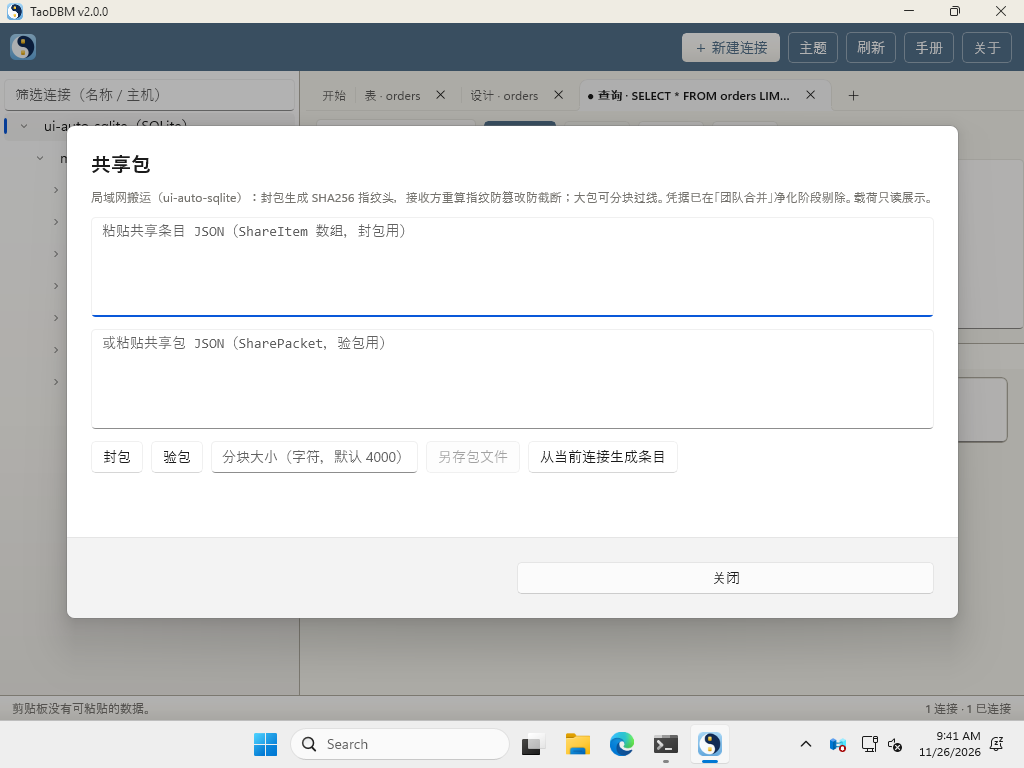 TaoDBM v2.0.0
+ 新建连接
主题
刷新
手册
关于
筛选连接（名称 / 主机）
开始
表 · orders
设计 · orders
● 查询 · SELECT * FROM orders LIM...
ui-auto-sqlite（SQLite）
共享包
局域网搬运（ui-auto-sqlite）：封包生成 SHA256 指纹头，接收方重算指纹防篡改防截断；大包可分块过线。凭据已在「团队合并」净化阶段剔除。载荷只读展示。
粘贴共享条目 JSON（ShareItem 数组，封包用）
或粘贴共享包 JSON（SharePacket，验包用）
封包
验包
分块大小（字符，默认 4000）
另存包文件
从当前连接生成条目
关闭
剪贴板没有可粘贴的数据。
1 连接 · 1 已连接
Search
9:41 AM
11/26/2026